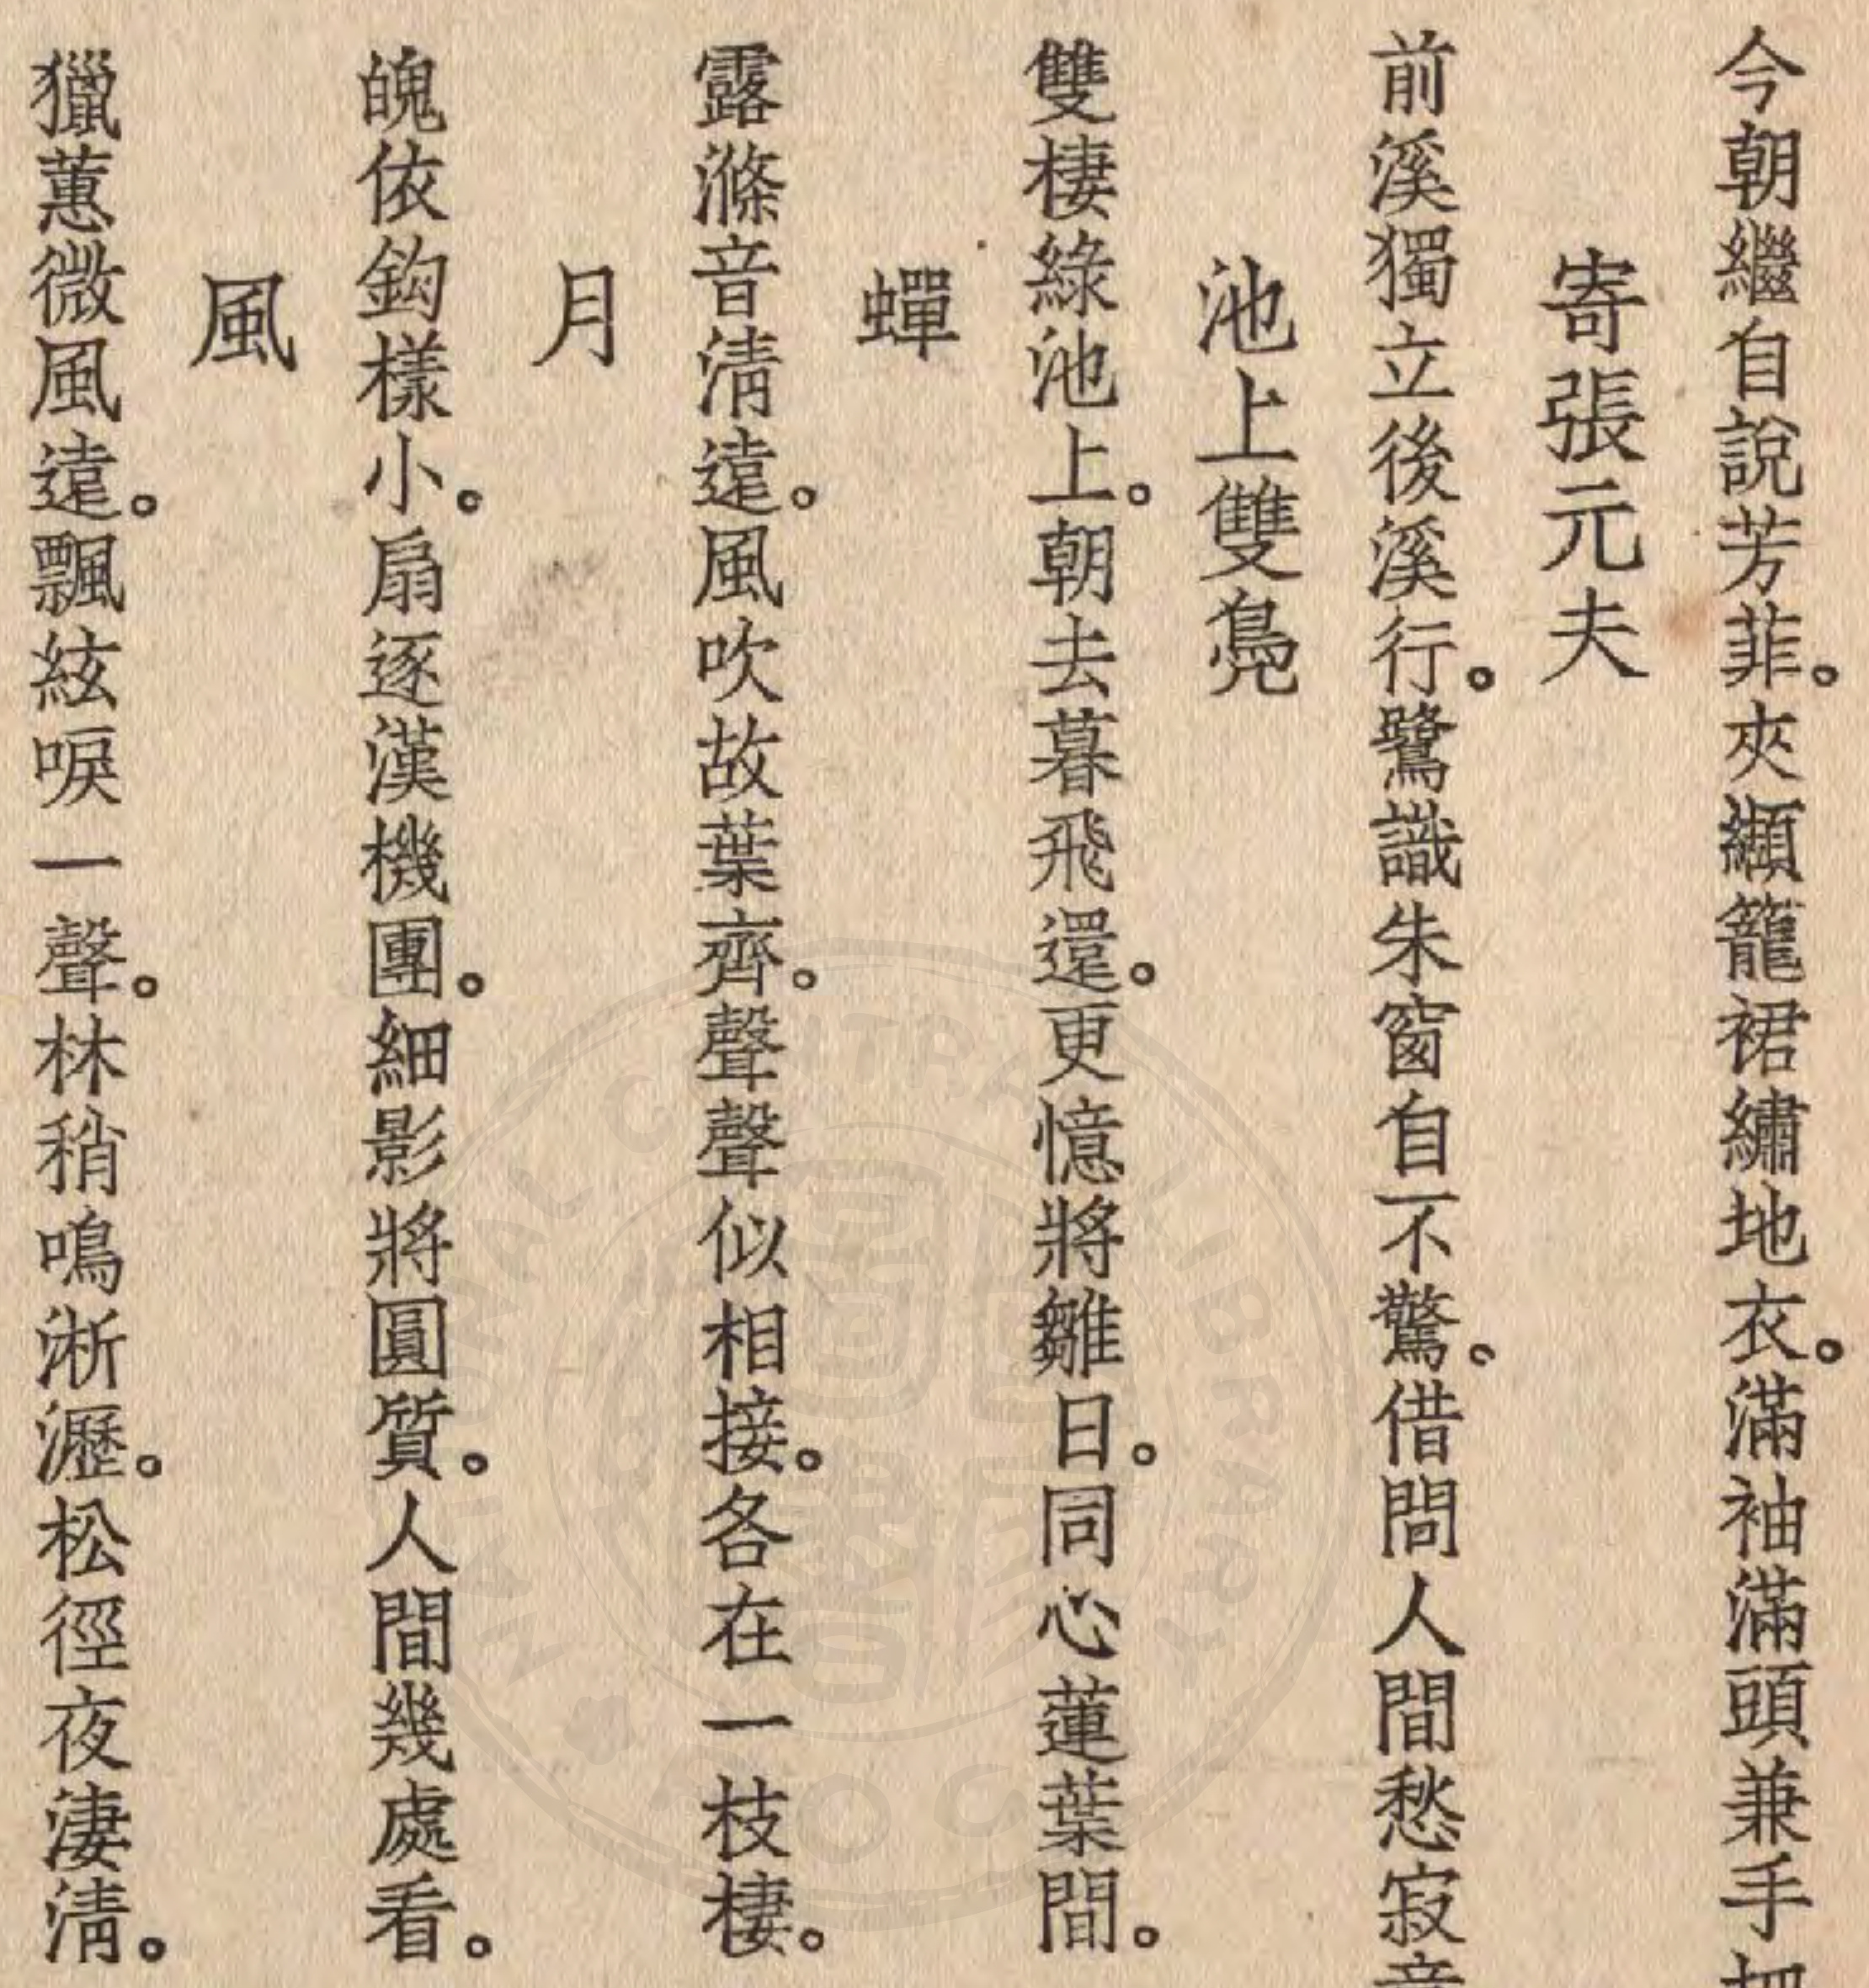 今朝繼自說芳菲。夾纈籠裙繡地衣。滿袖滿頭兼手
寄張元夫
前溪獨立後溪行。鷺識朱窗自不驚。借問人間愁寂
池上雙鳧
雙棲綠池上。朝去暮飛還。更憶將雛日。同心蓮葉間。
蟬
露滌音清遠。風吹故葉齊。聲聲似相接。各在一枝棲。
月
魄依鈎樣小。扇逐漢機團。細影將圓質。人間幾處看。
風
獵蕙微風遠。飄絃唳一聲。林稍鳴淅瀝。松徑夜淒清。